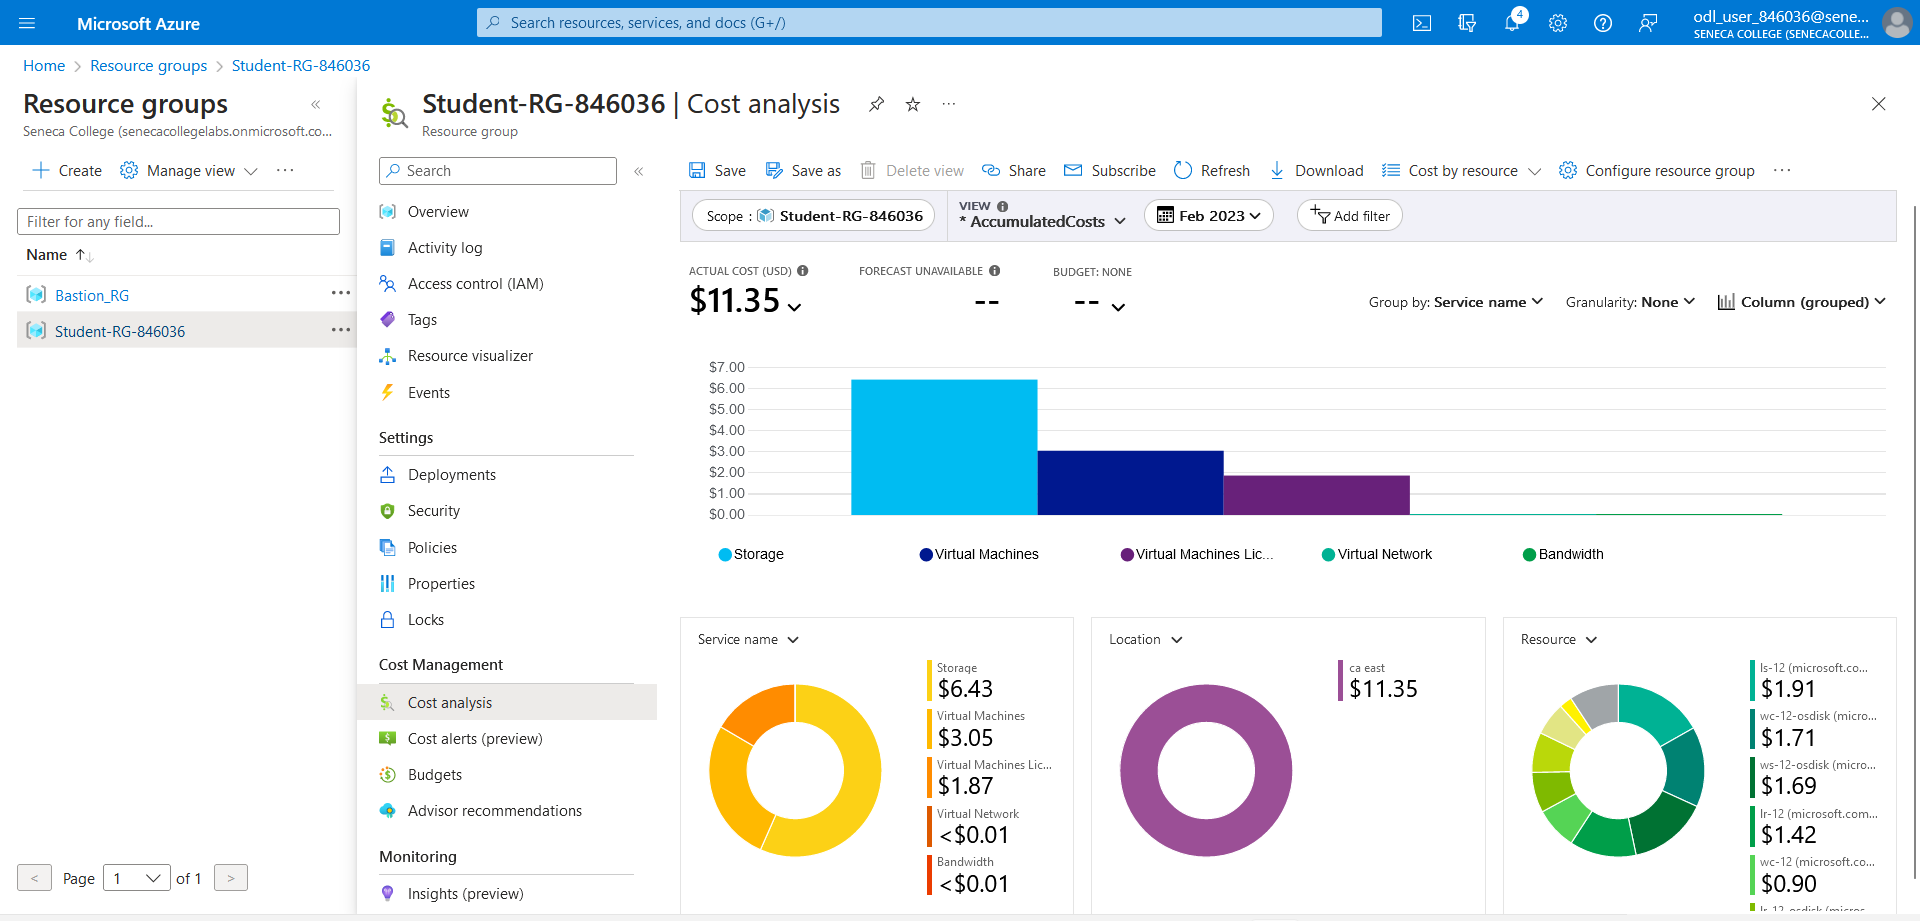 Microsoft Azure
Search resources, services, and docs (G+/)
4
odl_user_846036@sene...
SENECA COLLEGE (SENECACOLLE...
Home > Resource groups > Student-RG-846036
Resource groups
Seneca College (senecacollegelabs.onmicrosoft.co...
Create Manage view ...
Filter for any field...
Name
Bastion_RG ...
Student-RG-846036 ...
< Page 1 of 1 >
Student-RG-846036 | Cost analysis
Resource group
Search
Overview
Activity log
Access control (IAM)
Tags
Resource visualizer
Events
Settings
Deployments
Security
Policies
Properties
Locks
Cost Management
Cost analysis
Cost alerts (preview)
Budgets
Advisor recommendations
Monitoring
Insights (preview)
Save Save as Delete view Share Subscribe Refresh Download Cost by resource Configure resource group ...
Scope : Student-RG-846036
VIEW
* AccumulatedCosts
Feb 2023
Add filter
ACTUAL COST (USD)
$11.35
FORECAST UNAVAILABLE
--
BUDGET: NONE
--
Group by: Service name Granularity: None Column (grouped)
$7.00
$6.00
$5.00
$4.00
$3.00
$2.00
$1.00
$0.00
Storage Virtual Machines Virtual Machines Lic... Virtual Network Bandwidth
Service name
Storage
$6.43
Virtual Machines
$3.05
Virtual Machines Lic...
$1.87
Virtual Network
<$0.01
Bandwidth
<$0.01
Location
ca east
$11.35
Resource
ls-12 (microsoft.co...
$1.91
wc-12-osdisk (micro...
$1.71
ws-12-osdisk (micro...
$1.69
lr-12 (microsoft.com...
$1.42
wc-12 (microsoft.co...
$0.90
lr-12-osdisk (micros...